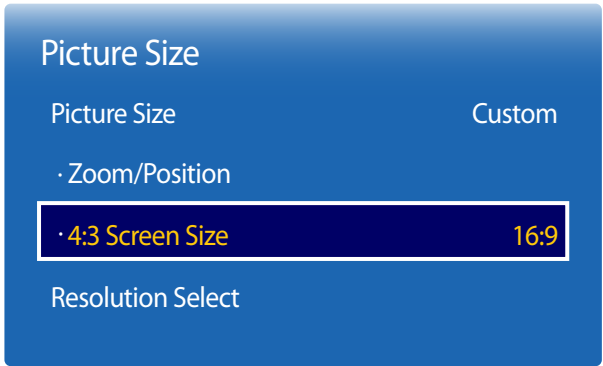 Picture Size
Picture Size Custom
· Zoom/Position
· 4:3 Screen Size 16:9
Resolution Select